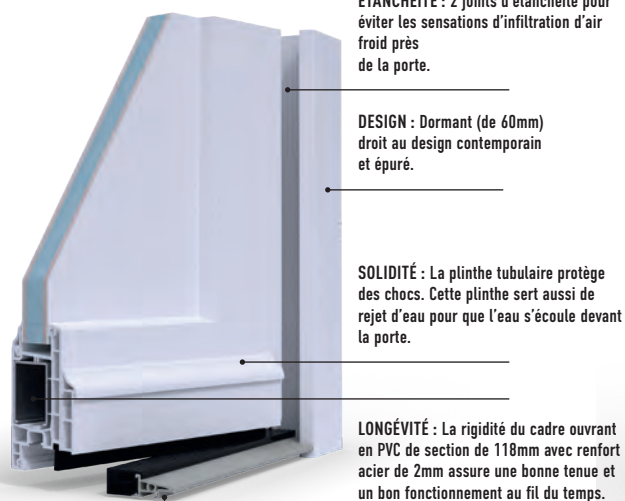 ÉTANCHÉITÉ : 2 joints d'étanchéité pour
éviter les sensations d'infiltration d'air
froid près
de la porte.
DESIGN : Dormant (de 60mm)
droit au design contemporain
et épuré.
SOLIDITÉ : La plinthe tubulaire protège
des chocs. Cette plinthe sert aussi de
rejet d'eau pour que l'eau s'écoule devant
la porte.
LONGÉVITÉ : La rigidité du cadre ouvrant
en PVC de section de 118mm avec renfort
acier de 2mm assure une bonne tenue et
un bon fonctionnement au fil du temps.